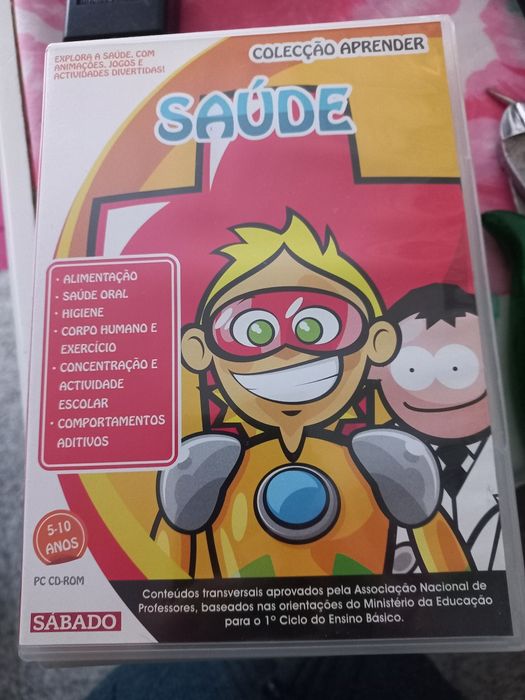 EXPLORA A SAÚDE, COM
ANIMAÇÕES, JOGOS E
ACTIVIDADES DIVERTIDAS!
COLECÇÃO APRENDER
SAÚDE
• ALIMENTAÇÃO
• SAÚDE ORAL
• HIGIENE
• CORPO HUMANO E
EXERCÍCIO
• CONCENTRAÇÃO E
ACTIVIDADE
ESCOLAR
• COMPORTAMENTOS
ADITIVOS
5-10
ANOS
PC CD-ROM
SÁBADO
Conteúdos transversais aprovados pela Associação Nacional de
Professores, baseados nas orientações do Ministério da Educação
para o 1º Ciclo do Ensino Básico.